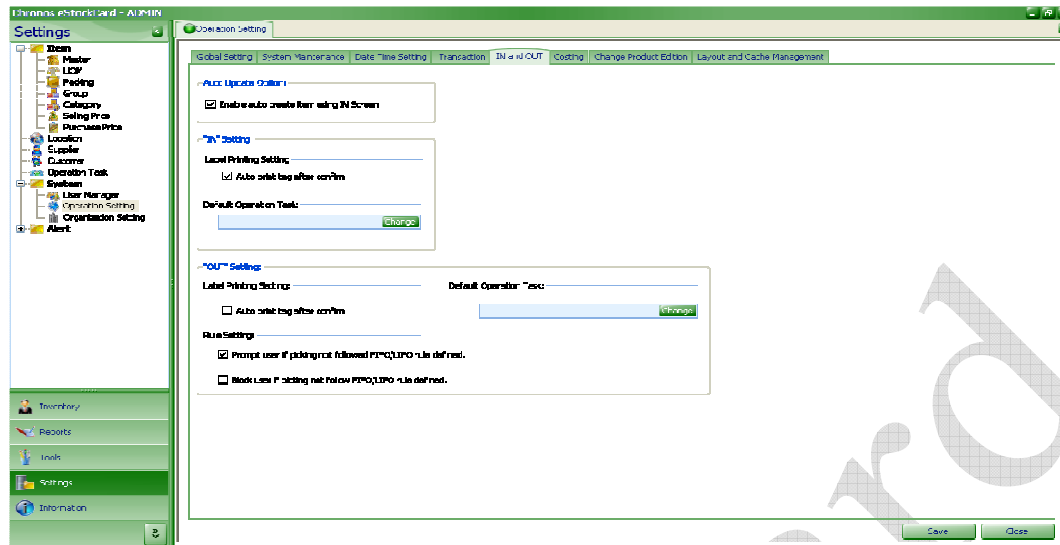 Chronos eStockCard - ADMIN
Settings
Item
Master
UOM
Packing
Group
Category
Selling Price
Purchase Price
Location
Supplier
Customer
Operation Task
System
User Manager
Operation Setting
Organization Setting
Alert
Inventory
Reports
Tools
Settings
Information
Operation Setting
Global Setting
System Maintenance
Date Time Setting
Transaction
IN and OUT
Costing
Change Product Edition
Layout and Cache Management
Auto Update Option:
Enable auto create item using IN Screen
"IN" Setting
Label Printing Setting:
Auto print tag after confirm
Default Operation Task:
Change
"OUT" Setting:
Label Printing Setting:
Auto print tag after confirm
Default Operation Task:
Change
Rule Setting:
Prompt user if picking not followed FIFO/LIFO rule defined.
Block user if picking not follow FIFO/LIFO rule defined.
Save
Close
rd